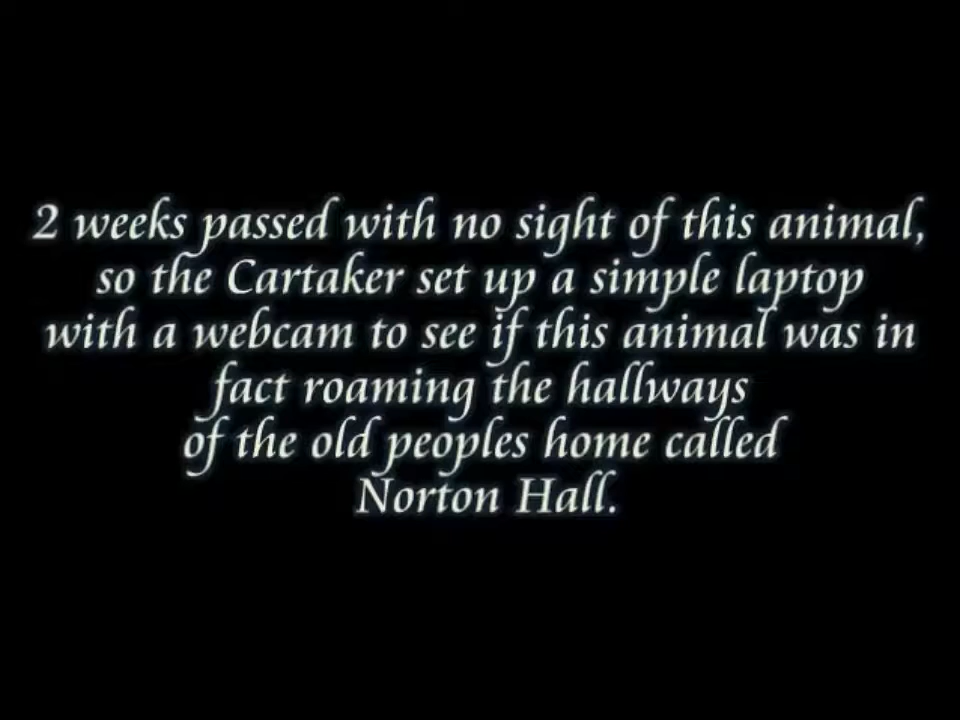 2 weeks passed with no sight of this animal,
so the Cartaker set up a simple laptop
with a webcam to see if this animal was in
fact roaming the hallways
of the old peoples home called
Norton Hall.